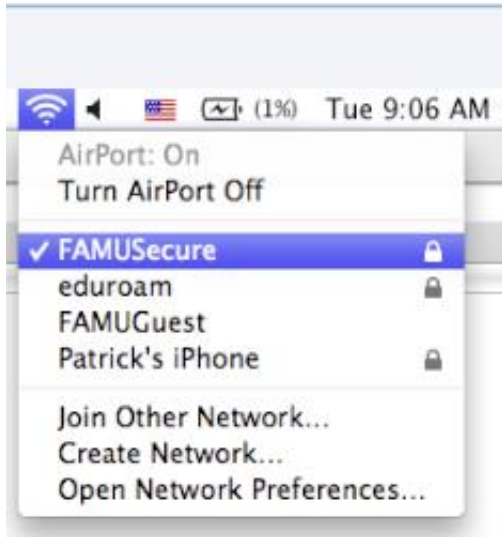 (1%) Tue 9:06 AM
AirPort: On
Turn AirPort Off
✓ FAMUSecure
eduroam
FAMUGuest
Patrick's iPhone
Join Other Network...
Create Network...
Open Network Preferences...